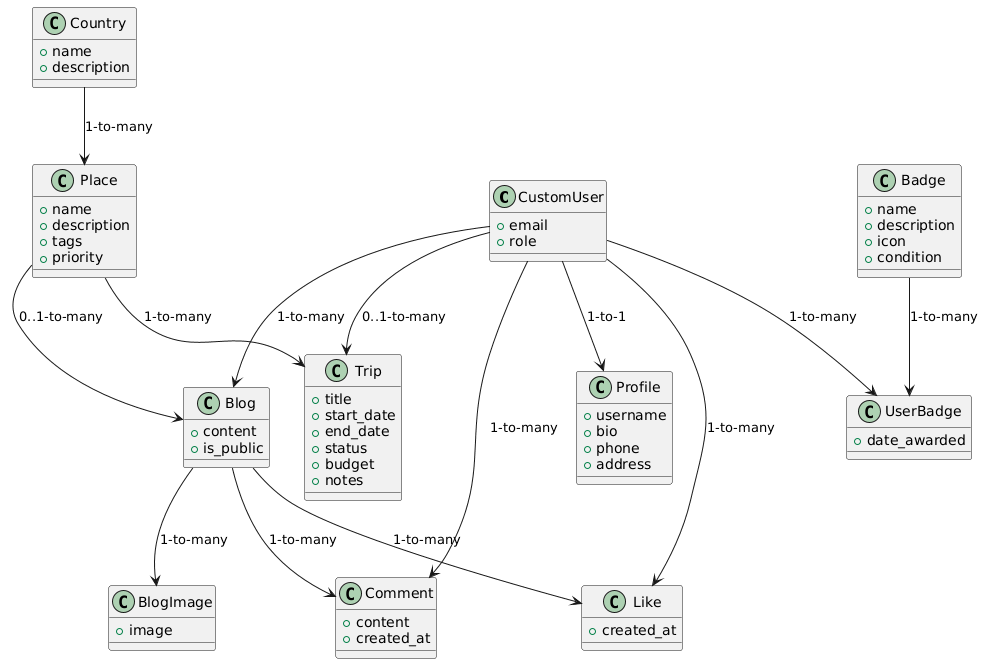 C Country
name
description
1-to-many
C Place
name
description
tags
priority
C CustomUser
email
role
C Badge
name
description
icon
condition
0..1-to-many
1-to-many
1-to-many
0..1-to-many
1-to-1
1-to-many
1-to-many
C Trip
title
start_date
end_date
status
budget
notes
C Blog
content
is_public
C Profile
username
bio
phone
address
C UserBadge
date_awarded
1-to-many
1-to-many
1-to-many
1-to-many
1-to-many
C BlogImage
image
C Comment
content
created_at
C Like
created_at